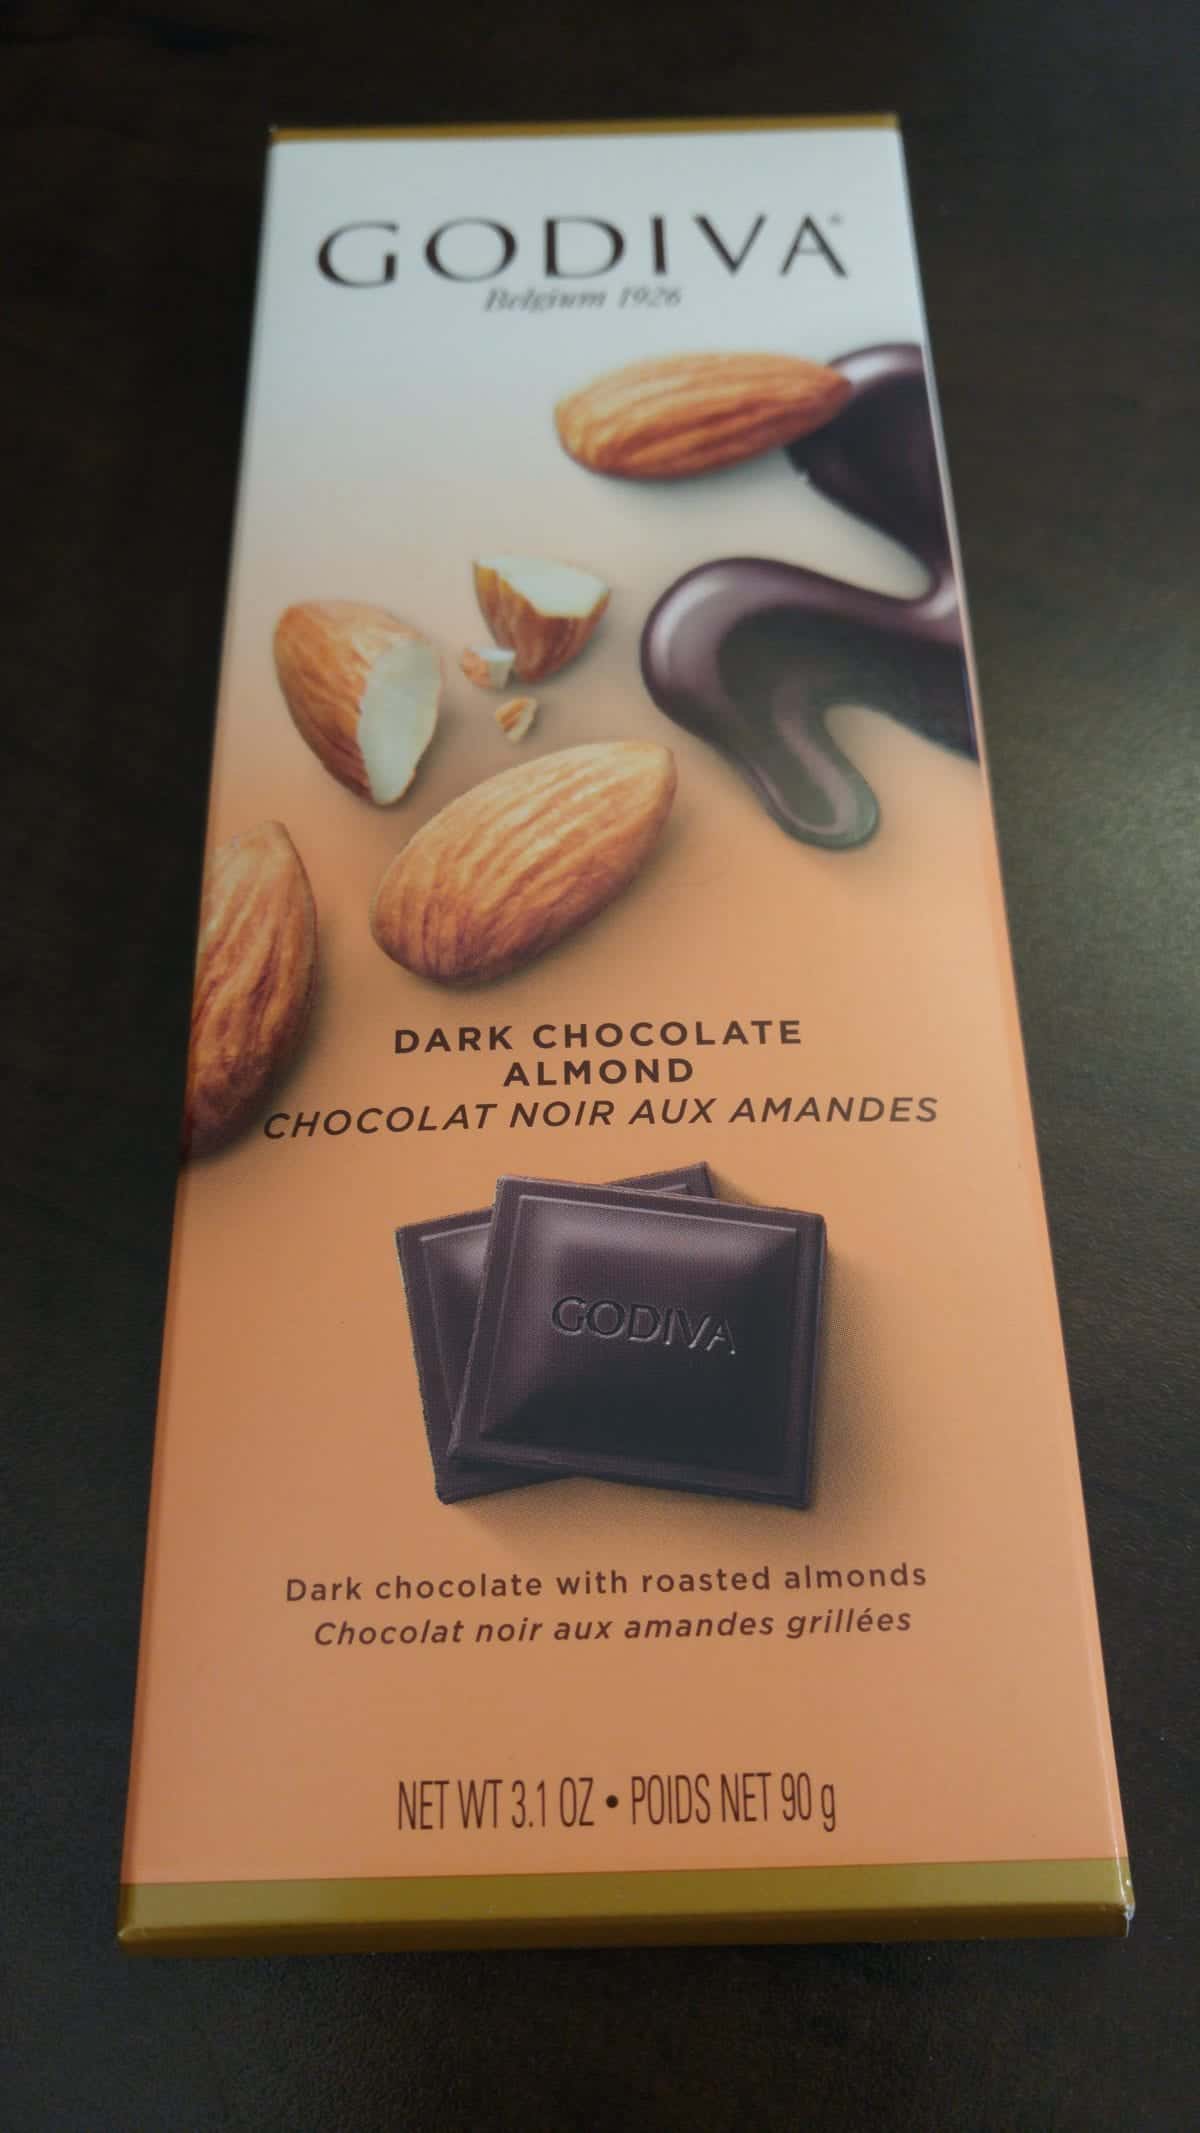 GODIVA®
Belgium 1926
DARK CHOCOLATE
ALMOND
CHOCOLAT NOIR AUX AMANDES
GODIVA
Dark chocolate with roasted almonds
Chocolat noir aux amandes grillées
NET WT 3.1 OZ • POIDS NET 90 g